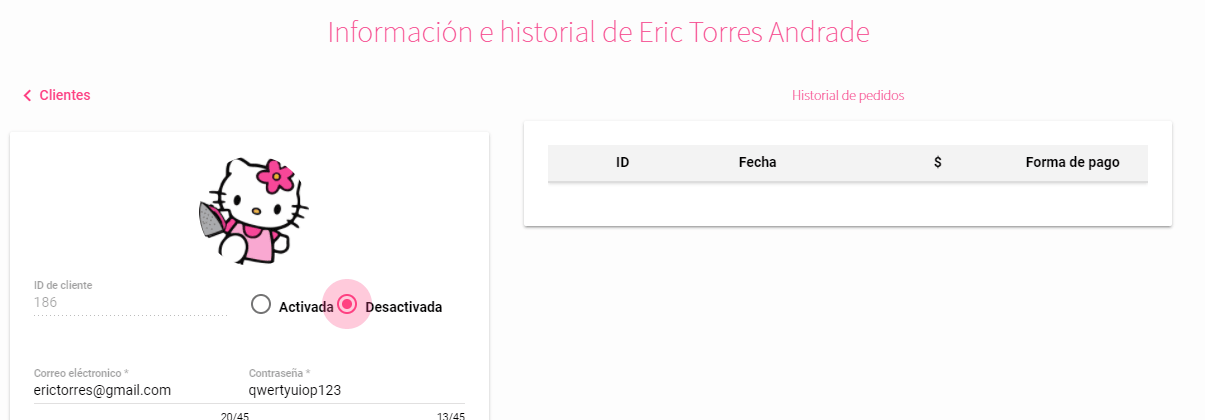 Información e historial de Eric Torres Andrade
Clientes
Historial de pedidos
ID Fecha $ Forma de pago
ID de cliente
186
Activada Desactivada
Correo eléctronico * Contraseña *
erictorres@gmail.com qwertyuiop123
20/45 13/45